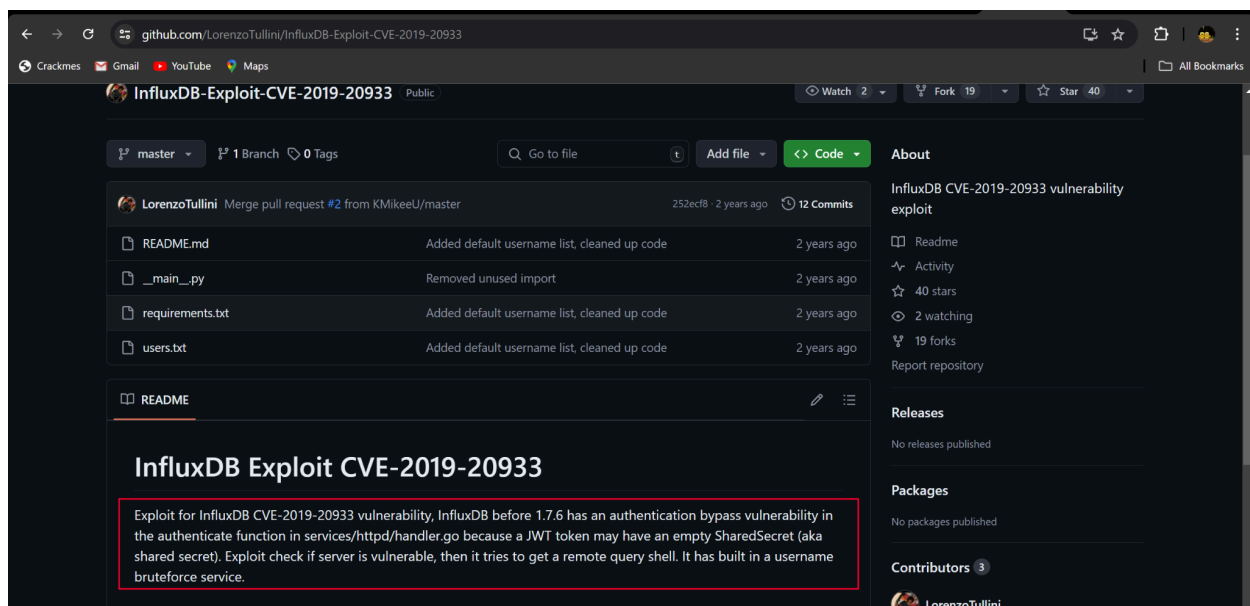 github.com/LorenzoTullini/InfluxDB-Exploit-CVE-2019-20933
Crackmes Gmail YouTube Maps All Bookmarks
InfluxDB-Exploit-CVE-2019-20933 Public Watch 2 Fork 19 Star 40
master 1 Branch 0 Tags Go to file t Add file <> Code
About
InfluxDB CVE-2019-20933 vulnerability
exploit
Readme
Activity
40 stars
2 watching
19 forks
Report repository
LorenzoTullini Merge pull request #2 from KMikeeU/master 252ecf8 · 2 years ago 12 Commits
README.md Added default username list, cleaned up code 2 years ago
__main__.py Removed unused import 2 years ago
requirements.txt Added default username list, cleaned up code 2 years ago
users.txt Added default username list, cleaned up code 2 years ago
README
InfluxDB Exploit CVE-2019-20933
Exploit for InfluxDB CVE-2019-20933 vulnerability, InfluxDB before 1.7.6 has an authentication bypass vulnerability in
the authenticate function in services/httpd/handler.go because a JWT token may have an empty SharedSecret (aka
shared secret). Exploit check if server is vulnerable, then it tries to get a remote query shell. It has built in a username
bruteforce service.
Releases
No releases published
Packages
No packages published
Contributors 3
LorenzoTullini